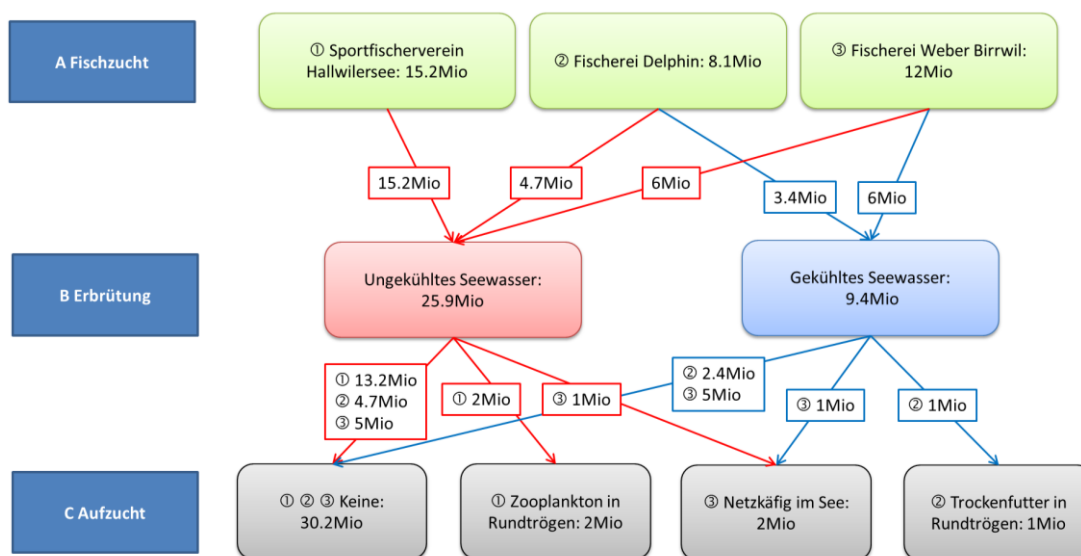 A Fischzucht
① Sportfischerverein
Hallwilersee: 15.2Mio
② Fischerei Delphin: 8.1Mio
③ Fischerei Weber Birrwil:
12Mio
15.2Mio
4.7Mio
6Mio
3.4Mio
6Mio
B Erbrütung
Ungekühltes Seewasser:
25.9Mio
Gekühltes Seewasser:
9.4Mio
① 13.2Mio
② 4.7Mio
③ 5Mio
① 2Mio
③ 1Mio
② 2.4Mio
③ 5Mio
③ 1Mio
② 1Mio
C Aufzucht
① ② ③ Keine:
30.2Mio
① Zooplankton in
Rundtrögen: 2Mio
③ Netzkäfig im See:
2Mio
② Trockenfutter in
Rundtrögen: 1Mio